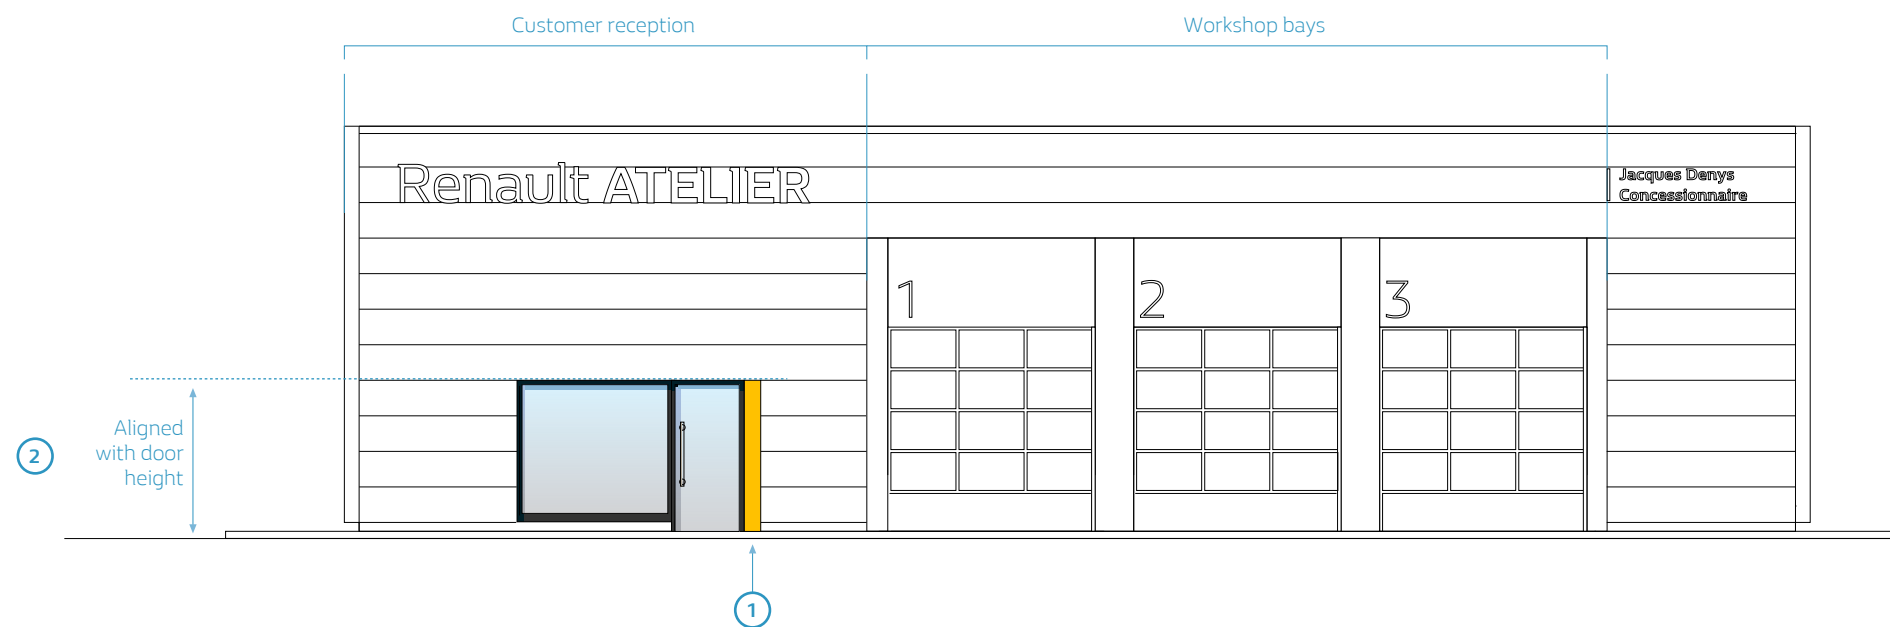 Customer reception
Workshop bays
Renault ATELIER
Jacques Denys
Concessionnaire
1
2
3
Aligned
with door
height
2
1